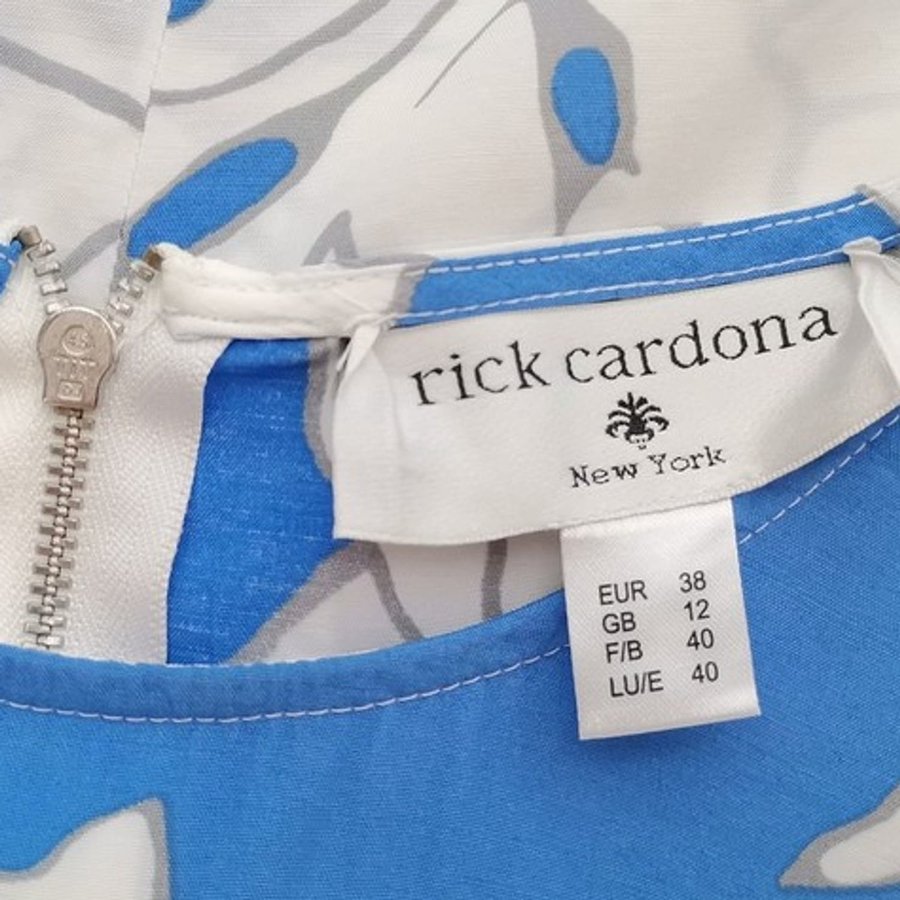 rick cardona
New York
EUR 38
GB 12
F/B 40
LU/E 40